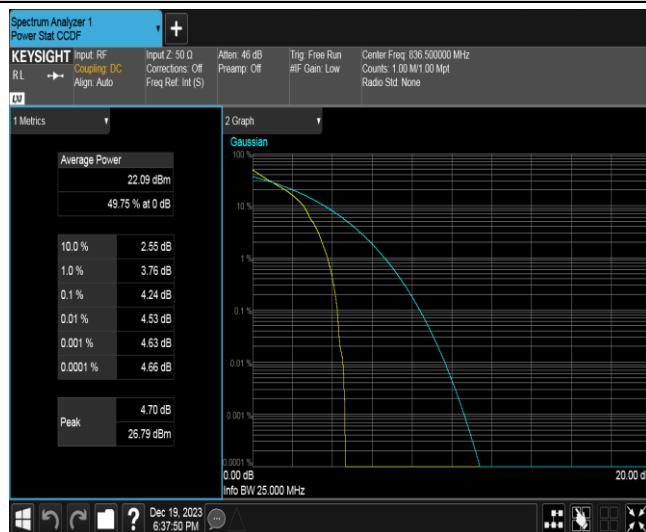 Spectrum Analyzer 1
Power Stat CCDF
+
KEYSIGHT Input: RF Input Z: 50 Ω Atten: 46 dB Trig: Free Run Center Freq: 836.500000 MHz
RL Coupling: DC Corrections: Off Preamp: Off #IF Gain: Low Counts: 1.00 M/1.00 Mpt
Align: Auto Freq Ref: Int (S) Radio Std: None
LXI
1 Metrics
2 Graph
Average Power
22.09 dBm
49.75 % at 0 dB
10.0 % 2.55 dB
1.0 % 3.76 dB
0.1 % 4.24 dB
0.01 % 4.53 dB
0.001 % 4.63 dB
0.0001 % 4.66 dB
Peak
4.70 dB
26.79 dBm
Gaussian
100 %
10 %
1 %
0.1 %
0.01 %
0.001 %
0.0001 %
0.00 dB 20.00 d
Info BW 25.000 MHz
?
Dec 19, 2023
6:37:50 PM